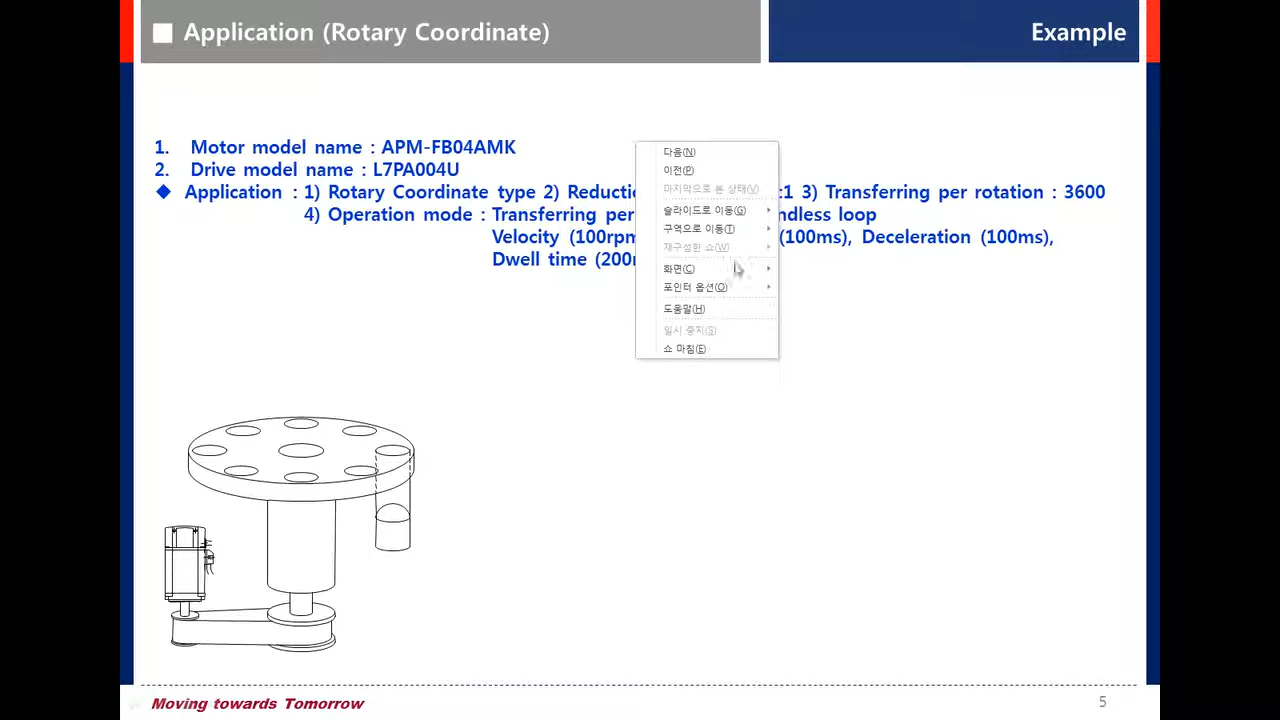 Application (Rotary Coordinate)
Example
1. Motor model name : APM-FB04AMK
2. Drive model name : L7PA004U
◆ Application : 1) Rotary Coordinate type 2) Reducti 1 3) Transferring per rotation : 3600
4) Operation mode : Transferring per ndless loop
Velocity (100rpm (100ms), Deceleration (100ms),
Dwell time (200
다음(N)
이전(P)
마지막으로 본 상태(V)
슬라이드로 이동(G)
구역으로 이동(T)
재구성한 쇼(W)
화면(C)
포인터 옵션(O)
도움말(H)
일시 중지(S)
쇼 마침(E)
Moving towards Tomorrow
5